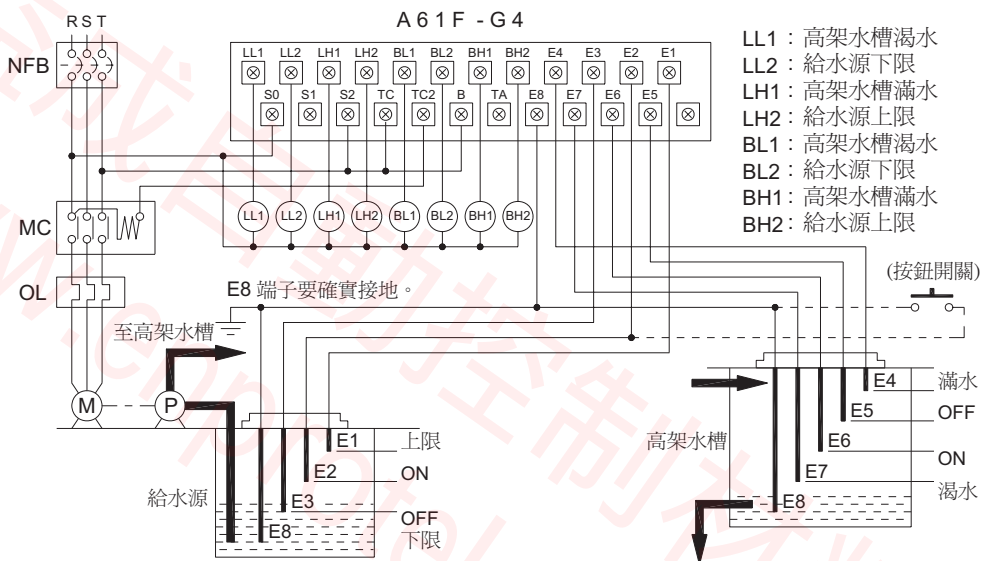 A61F-G4
R S T
NFB
LL1 LL2 LH1 LH2 BL1 BL2 BH1 BH2 E4 E3 E2 E1
S0 S1 S2 TC TC2 B TA E8 E7 E6 E5
LL1：高架水槽渴水
LL2：給水源下限
LH1：高架水槽滿水
LH2：給水源上限
BL1：高架水槽渴水
BL2：給水源下限
BH1：高架水槽滿水
BH2：給水源上限
MC
LL1 LL2 LH1 LH2 BL1 BL2 BH1 BH2
OL
E8 端子要確實接地。
(按鈕開關)
至高架水槽
M
P
E1
上限
E2
ON
給水源
E3
OFF
E8
下限
E4
滿水
E5
OFF
高架水槽
E6
ON
E7
渴水
E8